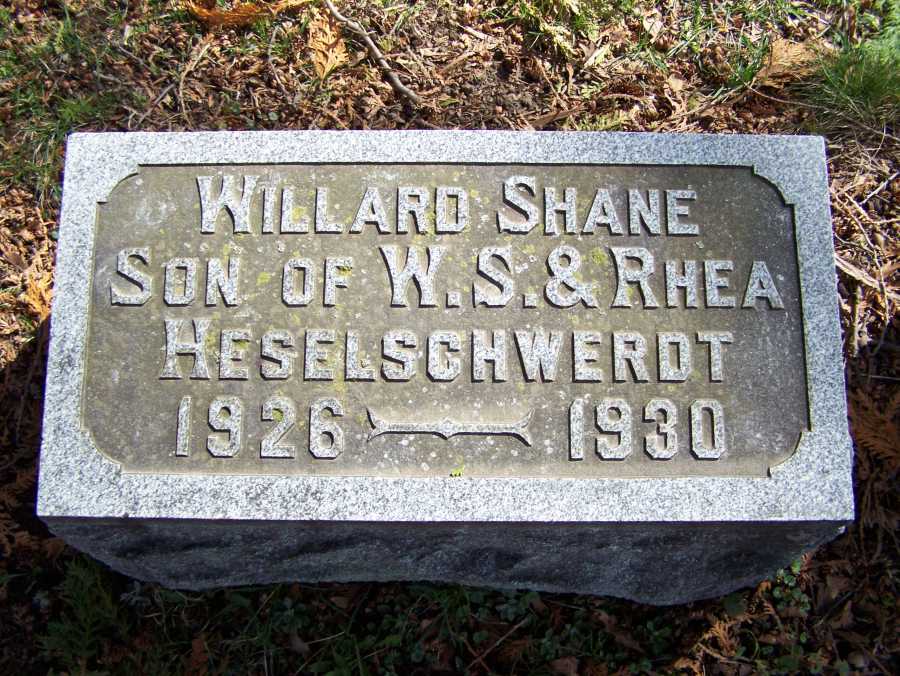 WILLARD SHANE
SON OF W.S. & RHEA
HESELSCHWERDT
1926 1930